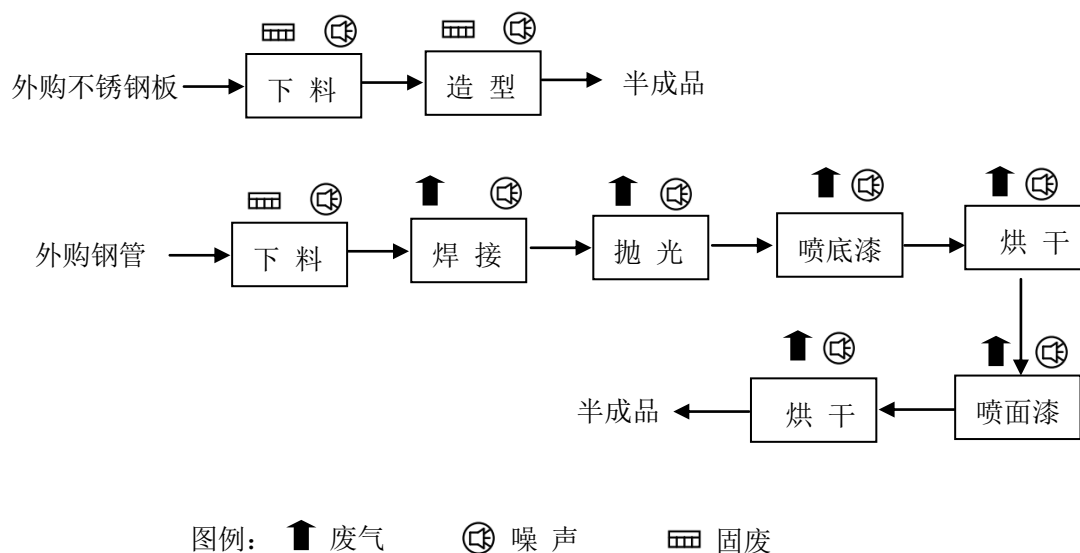 外购不锈钢板 下 料 造 型 半成品
外购钢管 下 料 焊 接 抛 光 喷底漆 烘 干
半成品 烘 干 喷面漆
图例： 废气 噪 声 固废